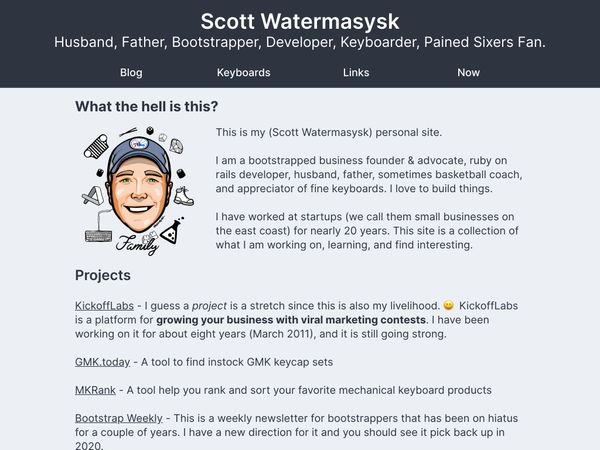 Scott Watermasysk
Husband, Father, Bootstrapper, Developer, Keyboarder, Pained Sixers Fan.
Blog Keyboards Links Now
What the hell is this?
This is my (Scott Watermasysk) personal site.
I am a bootstrapped business founder & advocate, ruby on
rails developer, husband, father, sometimes basketball coach,
and appreciator of fine keyboards. I love to build things.
I have worked at startups (we call them small businesses on
the east coast) for nearly 20 years. This site is a collection
of what I am working on, learning, and find interesting.
Family
Projects
KickoffLabs - I guess a project is a stretch since this is also my livelihood. 😀 KickoffLabs
is a platform for growing your business with viral marketing contests. I have been
working on it for about eight years (March 2011), and it is still going strong.
GMK.today - A tool to find instock GMK keycap sets
MKRank - A tool help you rank and sort your favorite mechanical keyboard products
Bootstrap Weekly - This is a weekly newsletter for bootstrappers that has been on hiatus
for a couple of years. I have a new direction for it and you should see it pick back up in
2020.